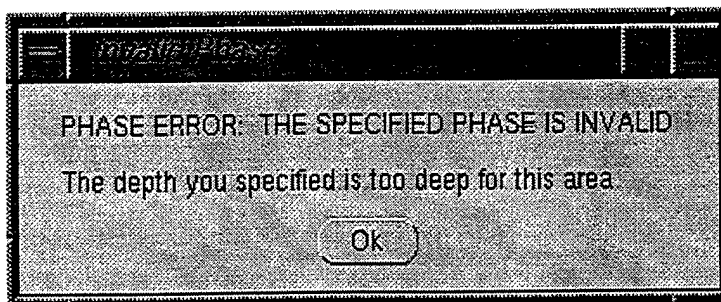 Invalid Phase
PHASE ERROR: THE SPECIFIED PHASE IS INVALID
The depth you specified is too deep for this area
Ok